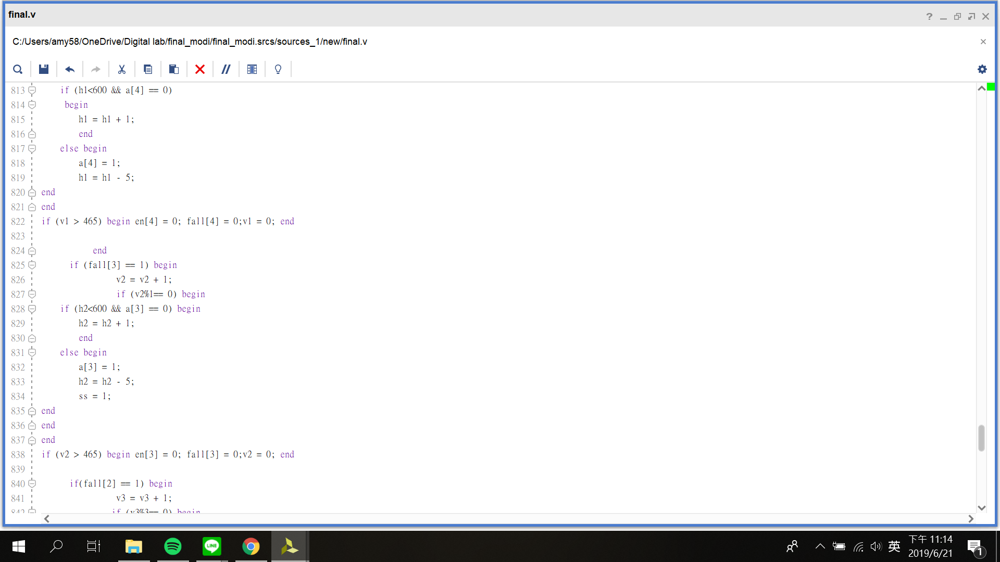 final.v
C:/Users/amy58/OneDrive/Digital lab/final_modi/final_modi.srcs/sources_1/new/final.v
813 if (h1<600 && a[4] == 0)
814 begin
815 h1 = h1 + 1;
816 end
817 else begin
818 a[4] = 1;
819 h1 = h1 - 5;
820 end
821 end
822 if (v1 > 465) begin en[4] = 0; fall[4] = 0;v1 = 0; end
823
824 end
825 if (fall[3] == 1) begin
826 v2 = v2 + 1;
827 if (v2%1== 0) begin
828 if (h2<600 && a[3] == 0) begin
829 h2 = h2 + 1;
830 end
831 else begin
832 a[3] = 1;
833 h2 = h2 - 5;
834 ss = 1;
835 end
836 end
837 end
838 if (v2 > 465) begin en[3] = 0; fall[3] = 0;v2 = 0; end
839
840 if(fall[2] == 1) begin
841 v3 = v3 + 1;
842 if (v3%3== 0) begin
LINE
英
下午 11:14
2019/6/21
1